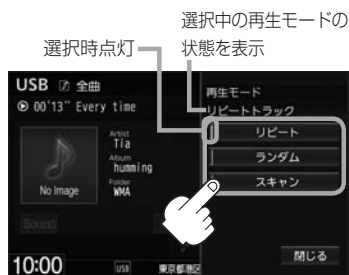 選択中の再生モードの
選択時点灯
状態を表示
USB 全曲
00'13" Every time
再生モード
リピートトラック
Artist
Tia
Album
humming
Folder
WMA
No Image
リピート
ランダム
スキャン
Sound
閉じる
10:00
USB
東京都港区